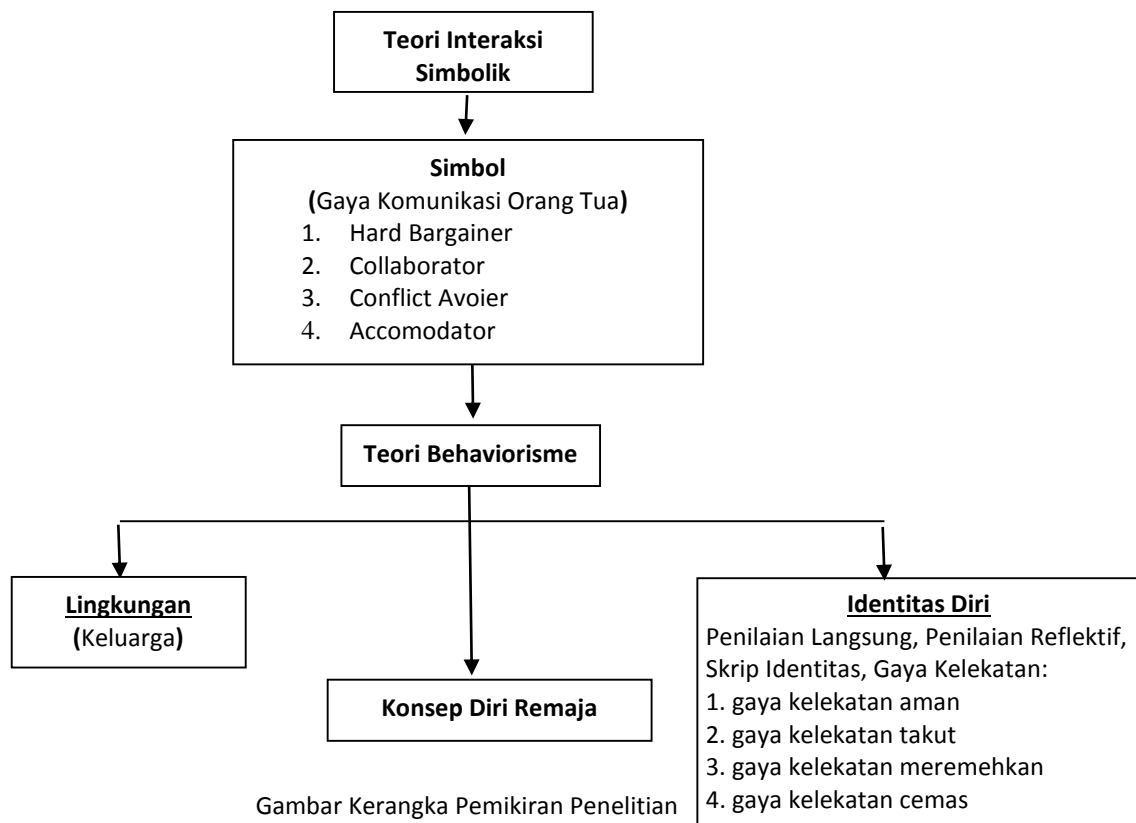 Teori Interaksi
Simbolik
Simbol
(Gaya Komunikasi Orang Tua)
1. Hard Bargainer
2. Collaborator
3. Conflict Avoier
4. Accomodator
Teori Behaviorisme
Lingkungan
(Keluarga)
Konsep Diri Remaja
Identitas Diri
Penilaian Langsung, Penilaian Reflektif,
Skrip Identitas, Gaya Kelekatan:
1. gaya kelekatan aman
2. gaya kelekatan takut
3. gaya kelekatan meremehkan
4. gaya kelekatan cemas
Gambar Kerangka Pemikiran Penelitian